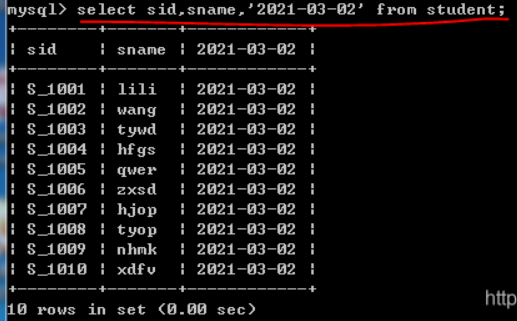 mysql> select sid,sname,'2021-03-02' from student;
+--------+-------+------------+
| sid | sname | 2021-03-02 |
+--------+-------+------------+
| S_1001 | lili | 2021-03-02 |
| S_1002 | wang | 2021-03-02 |
| S_1003 | tywd | 2021-03-02 |
| S_1004 | hfgs | 2021-03-02 |
| S_1005 | qwer | 2021-03-02 |
| S_1006 | zxsd | 2021-03-02 |
| S_1007 | hjop | 2021-03-02 |
| S_1008 | tyop | 2021-03-02 |
| S_1009 | nhmk | 2021-03-02 |
| S_1010 | xdfv | 2021-03-02 |
+--------+-------+------------+
10 rows in set (0.00 sec)
http